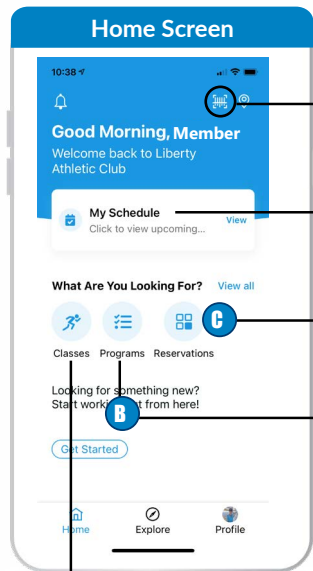 Home Screen
10:38
Good Morning, Member
Welcome back to Liberty
Athletic Club
My Schedule
Click to view upcoming...
View
What Are You Looking For? View all
C
Classes Programs Reservations
Looking for something new?
Start working out from here!
B
Get Started
Home Explore Profile